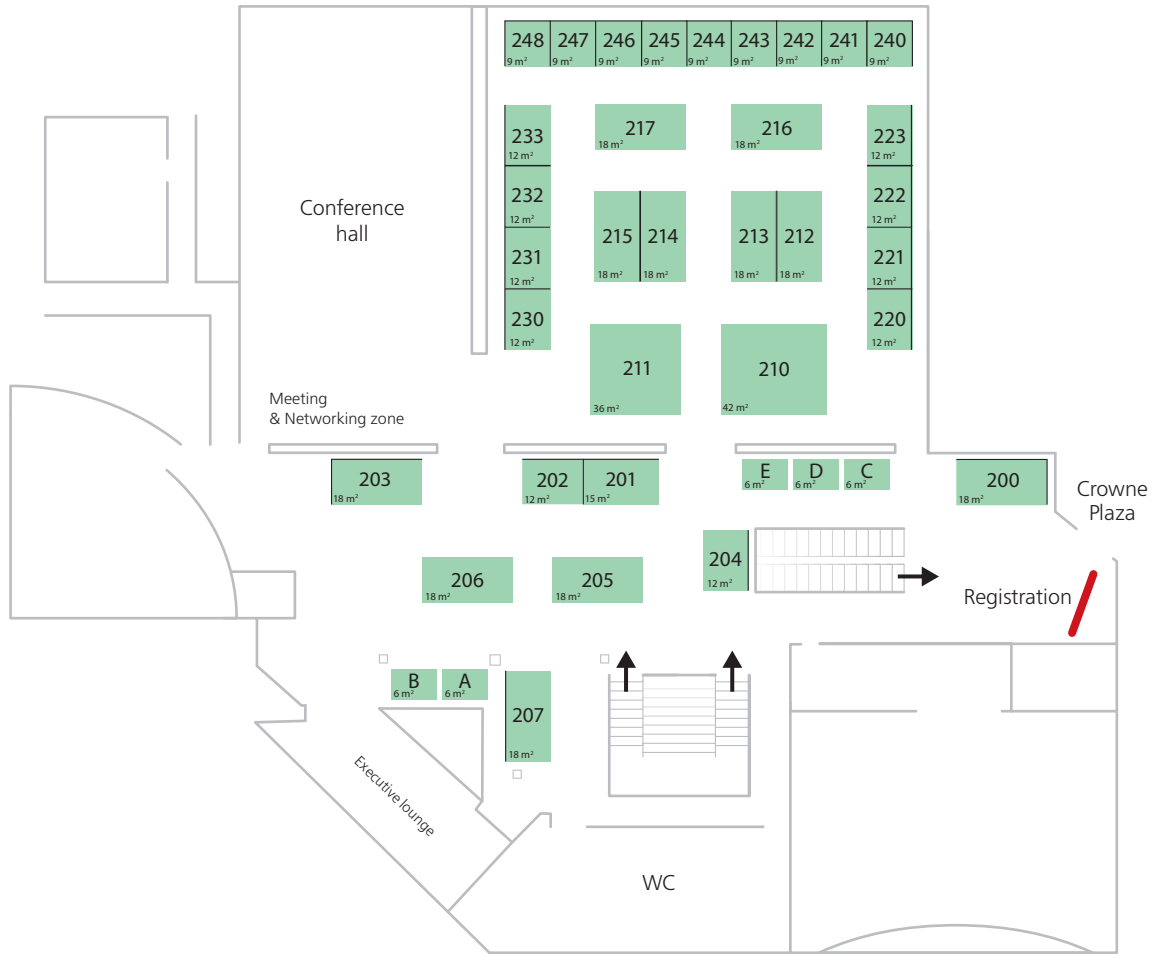 248 247 246 245 244 243 242 241 240
9 m² 9 m² 9 m² 9 m² 9 m² 9 m² 9 m² 9 m² 9 m²
233 217 216 223
12 m² 18 m² 18 m² 12 m²
232 222
12 m² 12 m²
Conference
hall
215 214 213 212
18 m² 18 m² 18 m² 18 m²
231 221
12 m² 12 m²
230 220
12 m² 12 m²
211 210
36 m² 42 m²
Meeting
& Networking zone
203 202 201 E D C 200
18 m² 12 m² 15 m² 6 m² 6 m² 6 m² 18 m²
Crowne
Plaza
204
12 m²
206 205
18 m² 18 m²
Registration
B A
6 m² 6 m²
207
18 m²
Executive lounge
WC